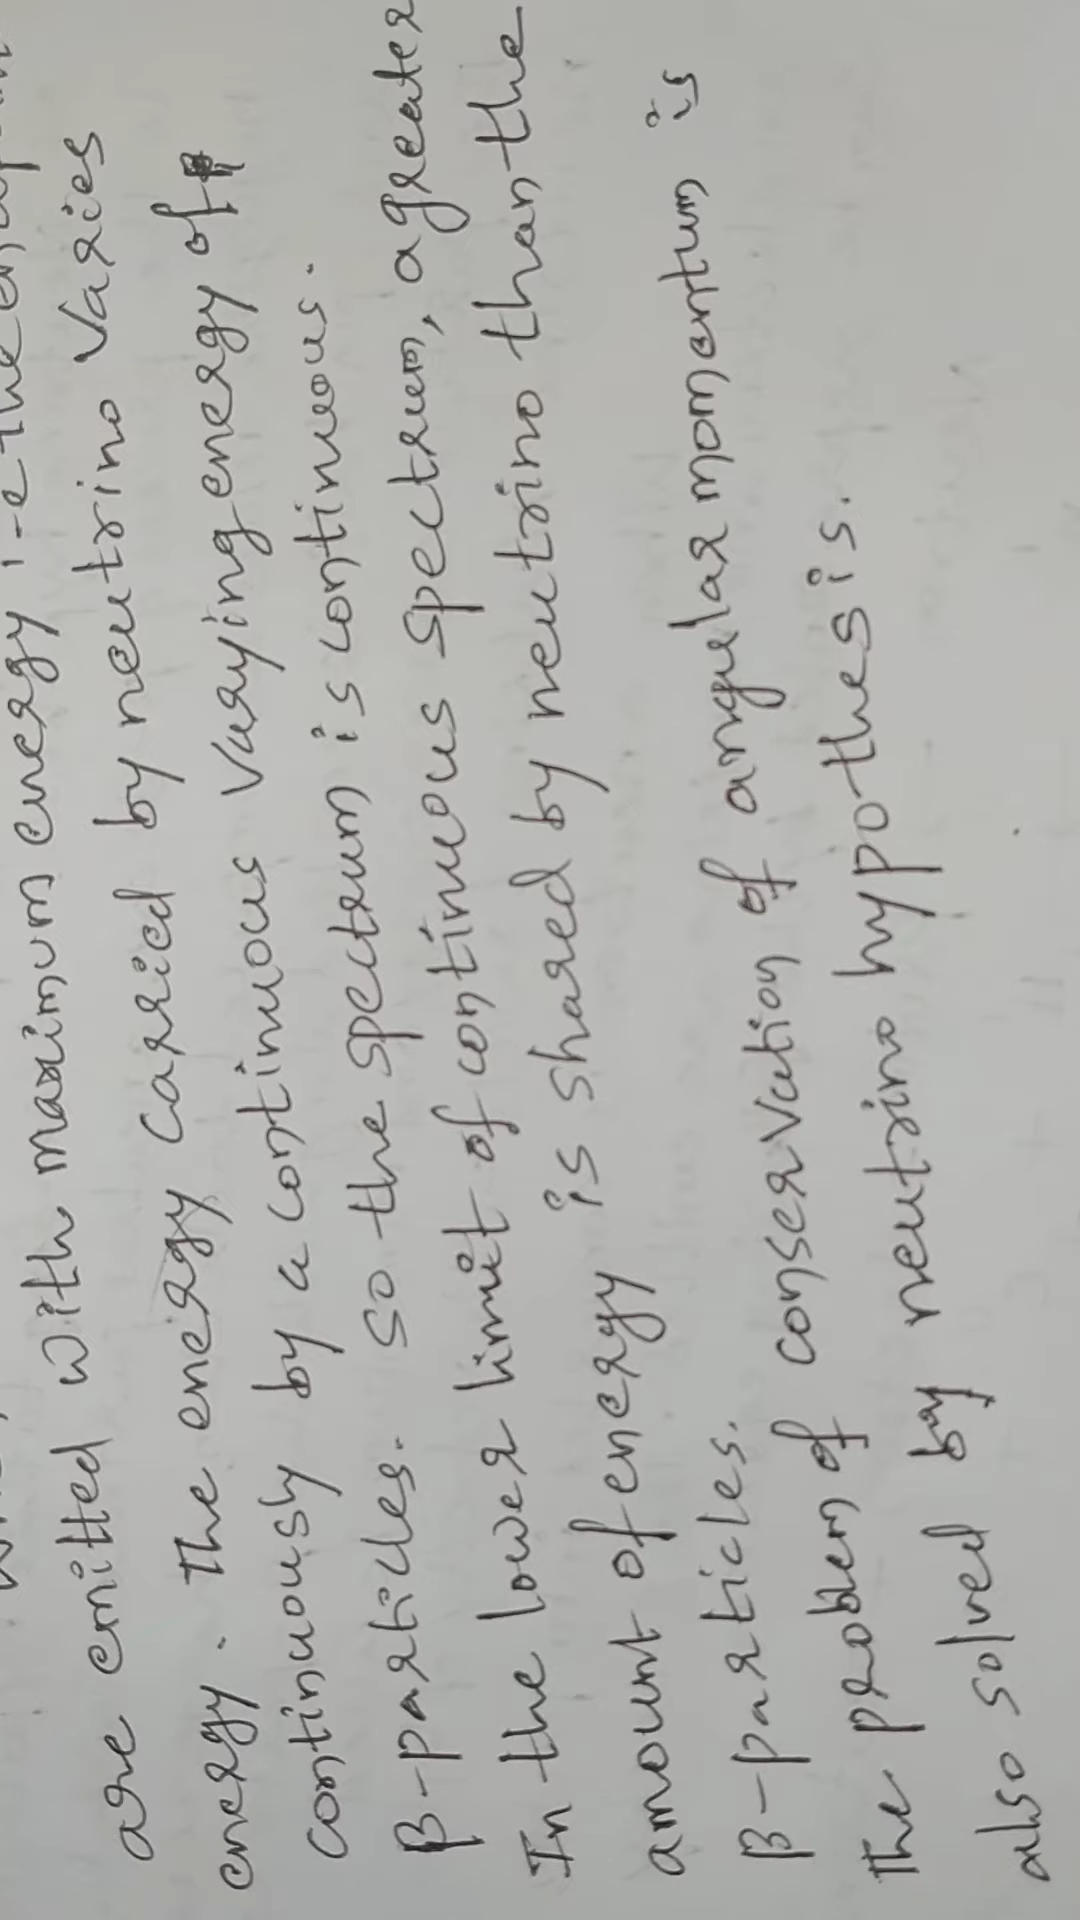 are emitted with maximum energy i-e the
energy. The energy carried by neutrino varies
continuously by a continuous varying energy of
β-particles. So the spectrum is continuous.
In the lower limit of continuous spectrum, a greater
amount of energy is shared by neutrino than the
β-particles.
The problem of conservation of angular momentum is
also solved by neutrino hypothesis.